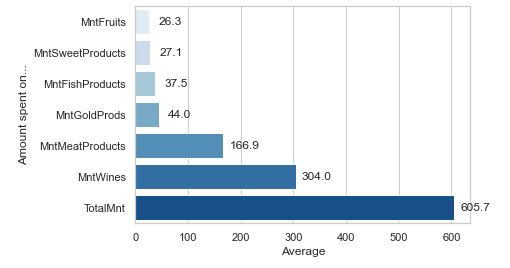 Amount spent on...
MntFruits 26.3
MntSweetProducts 27.1
MntFishProducts 37.5
MntGoldProds 44.0
MntMeatProducts 166.9
MntWines 304.0
TotalMnt 605.7
0 100 200 300 400 500 600
Average